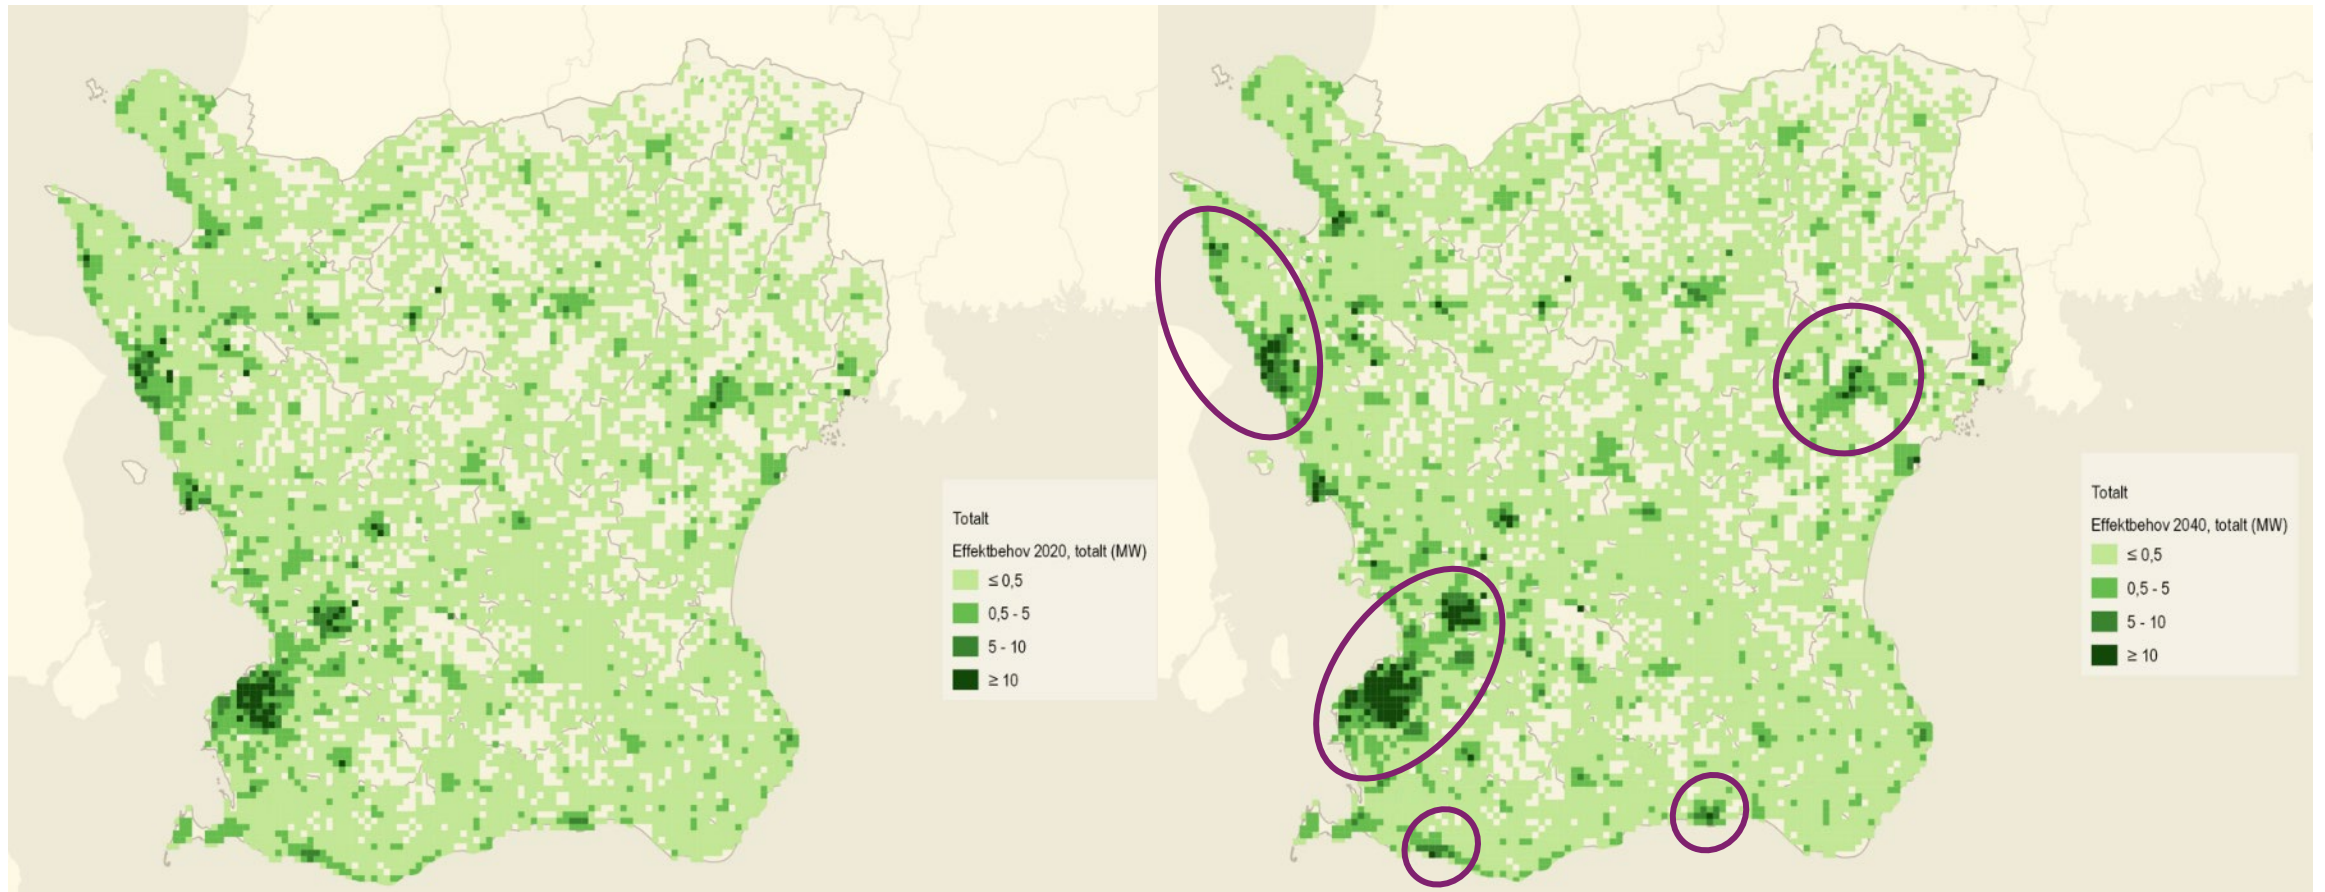 Totalt
Effektbehov 2020, totalt (MW)
≤ 0,5
0,5 - 5
5 - 10
≥ 10
Totalt
Effektbehov 2040, totalt (MW)
≤ 0,5
0,5 - 5
5 - 10
≥ 10